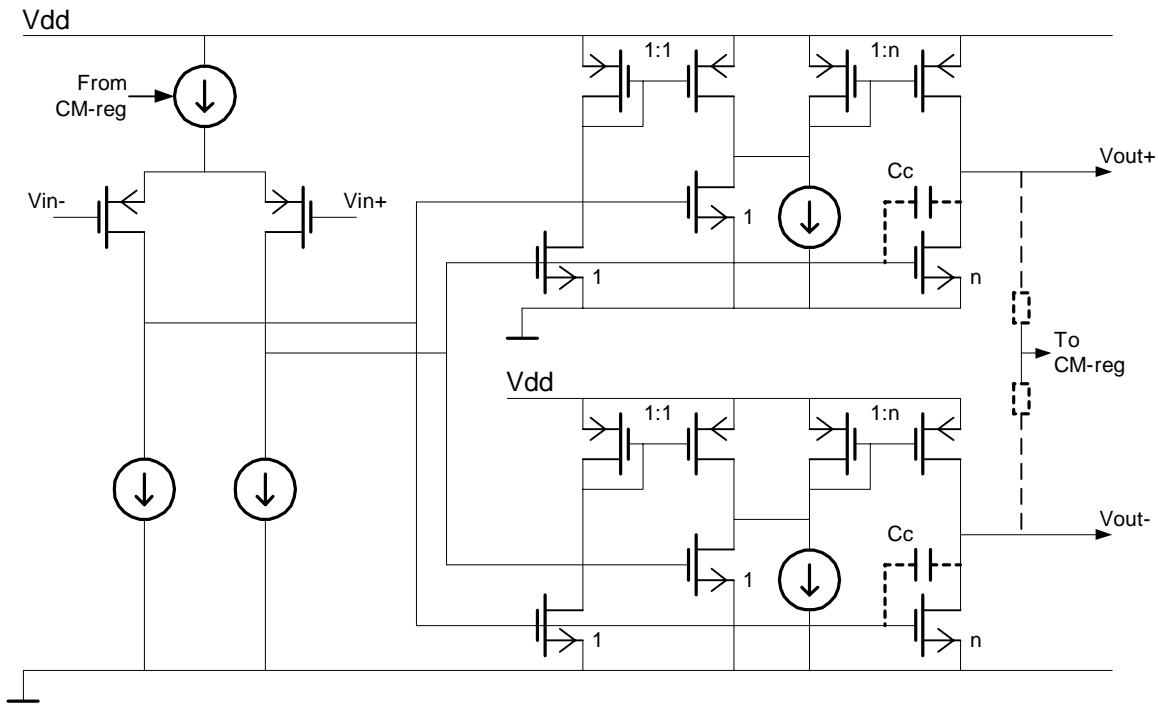 Vdd
1:1
1:n
From
CM-reg
Vout+
Cc
Vin-
Vin+
1
1
n
To
CM-reg
Vdd
1:1
1:n
Vout-
Cc
1
1
n